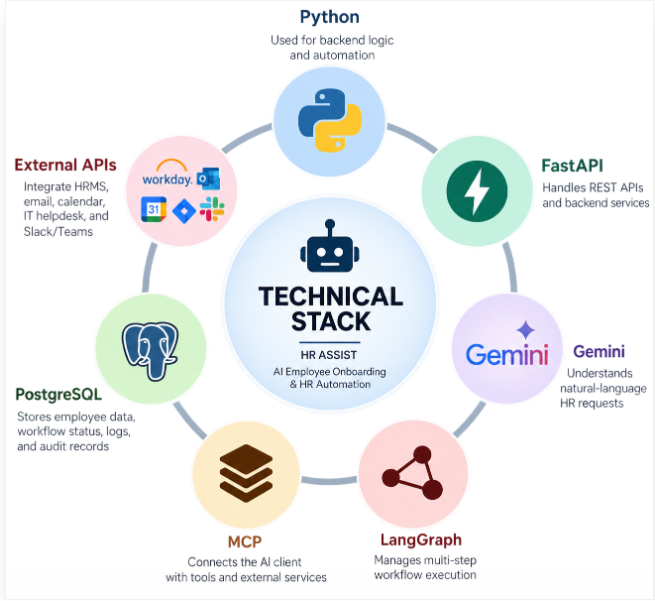 Python
Used for backend logic
and automation
External APIs
Integrate HRMS,
email, calendar,
IT helpdesk, and
Slack/Teams
workday.
31
FastAPI
Handles REST APIs
and backend services
TECHNICAL
STACK
HR ASSIST
AI Employee Onboarding
& HR Automation
Gemini
Gemini
Understands
natural-language
HR requests
PostgreSQL
Stores employee data,
workflow status, logs,
and audit records
MCP
Connects the AI client
with tools and external services
LangGraph
Manages multi-step
workflow execution